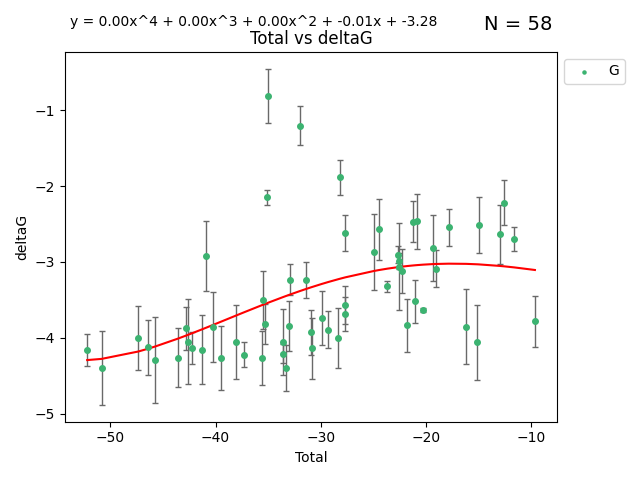 y = 0.00x^4 + 0.00x^3 + 0.00x^2 + -0.01x + -3.28
N = 58
Total vs deltaG
G
−1
−2
−3
−4
−5
deltaG
−50 −40 −30 −20 −10
Total